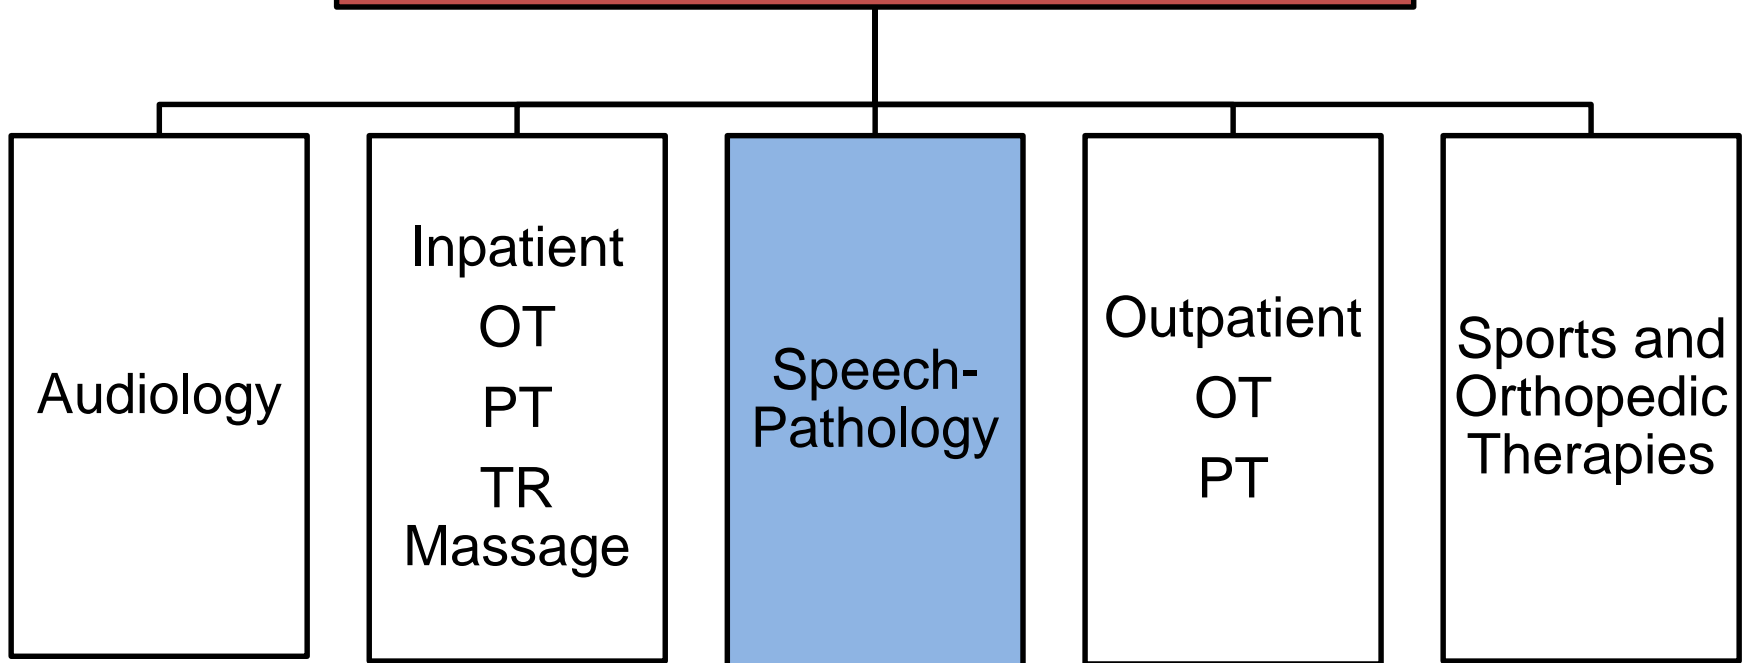 Audiology
Inpatient
OT
PT
TR
Massage
Speech-
Pathology
Outpatient
OT
PT
Sports and
Orthopedic
Therapies